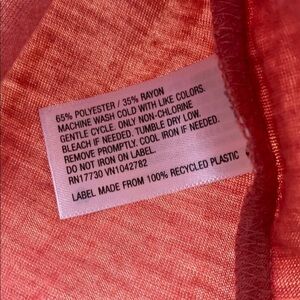 65% POLYESTER / 35% RAYON
MACHINE WASH COLD WITH LIKE COLORS.
GENTLE CYCLE. ONLY NON-CHLORINE
BLEACH IF NEEDED. TUMBLE DRY LOW.
REMOVE PROMPTLY. COOL IRON IF NEEDED.
DO NOT IRON ON LABEL.
RN17730 VN1042782
LABEL MADE FROM 100% RECYCLED PLASTIC